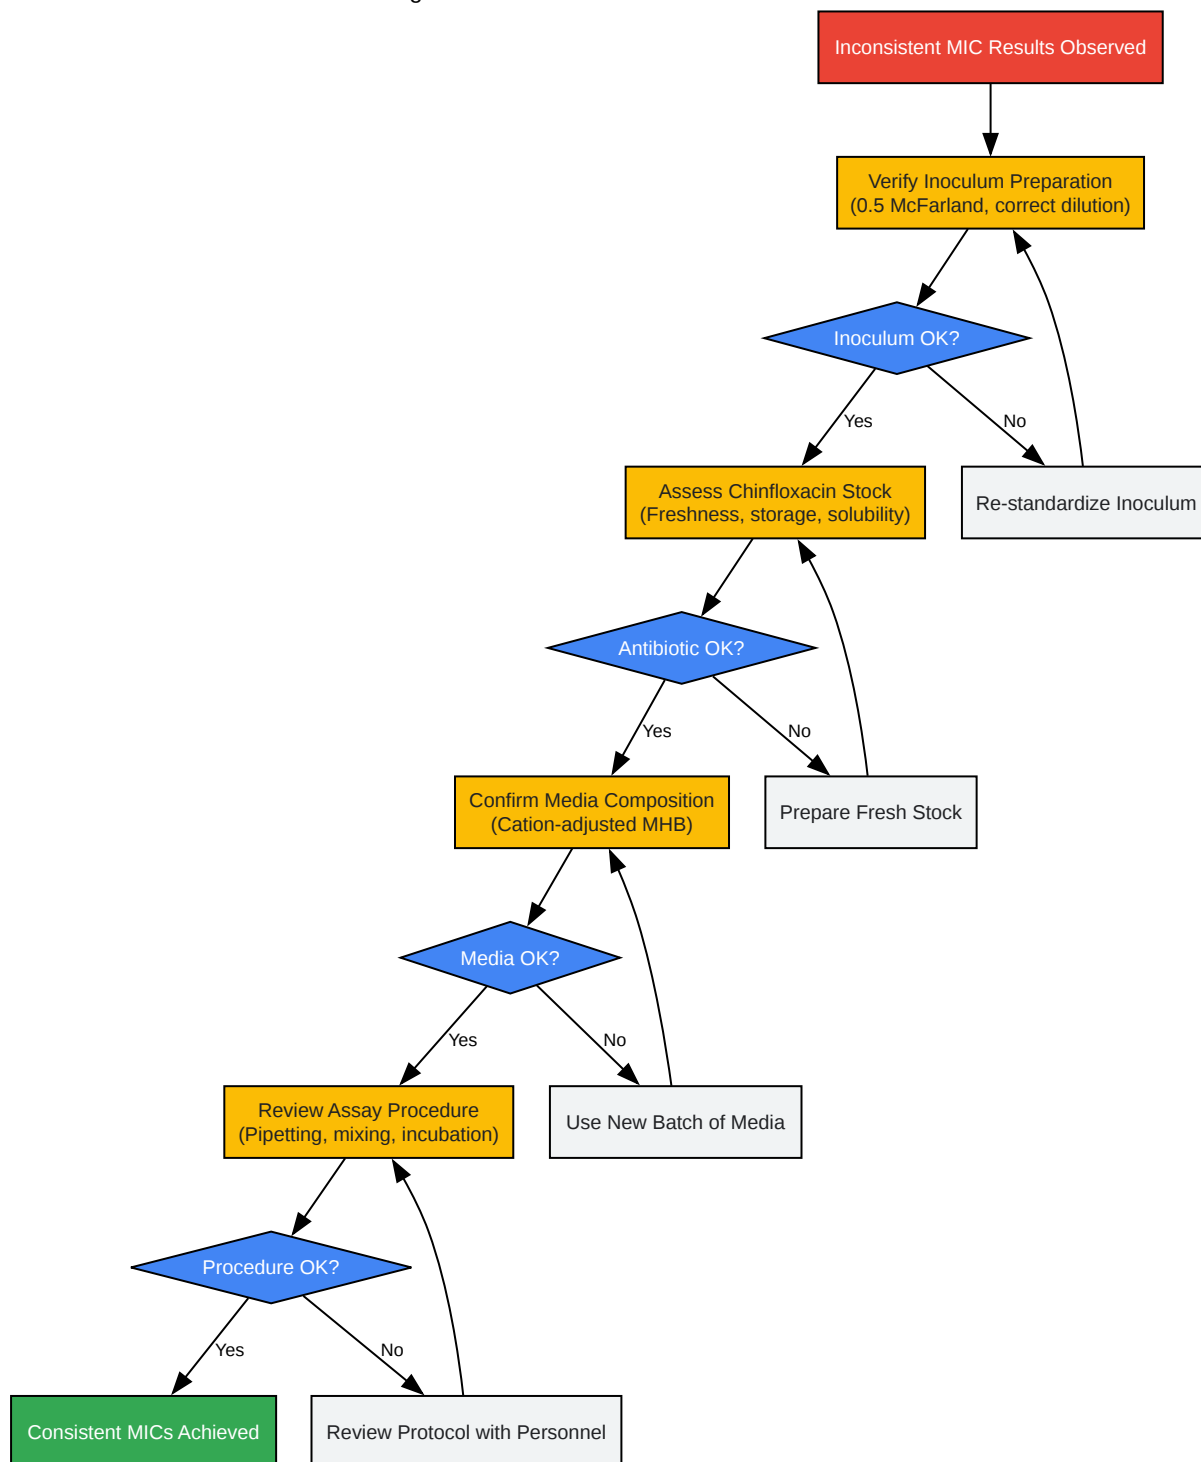 Inconsistent MIC Results Observed
Verify Inoculum Preparation
(0.5 McFarland, correct dilution)
Inoculum OK?
Yes
No
Assess Chinfloxacin Stock
(Freshness, storage, solubility)
Re-standardize Inoculum
Antibiotic OK?
Yes
No
Confirm Media Composition
(Cation-adjusted MHB)
Prepare Fresh Stock
Media OK?
Yes
No
Review Assay Procedure
(Pipetting, mixing, incubation)
Use New Batch of Media
Procedure OK?
Yes
No
Consistent MICs Achieved
Review Protocol with Personnel